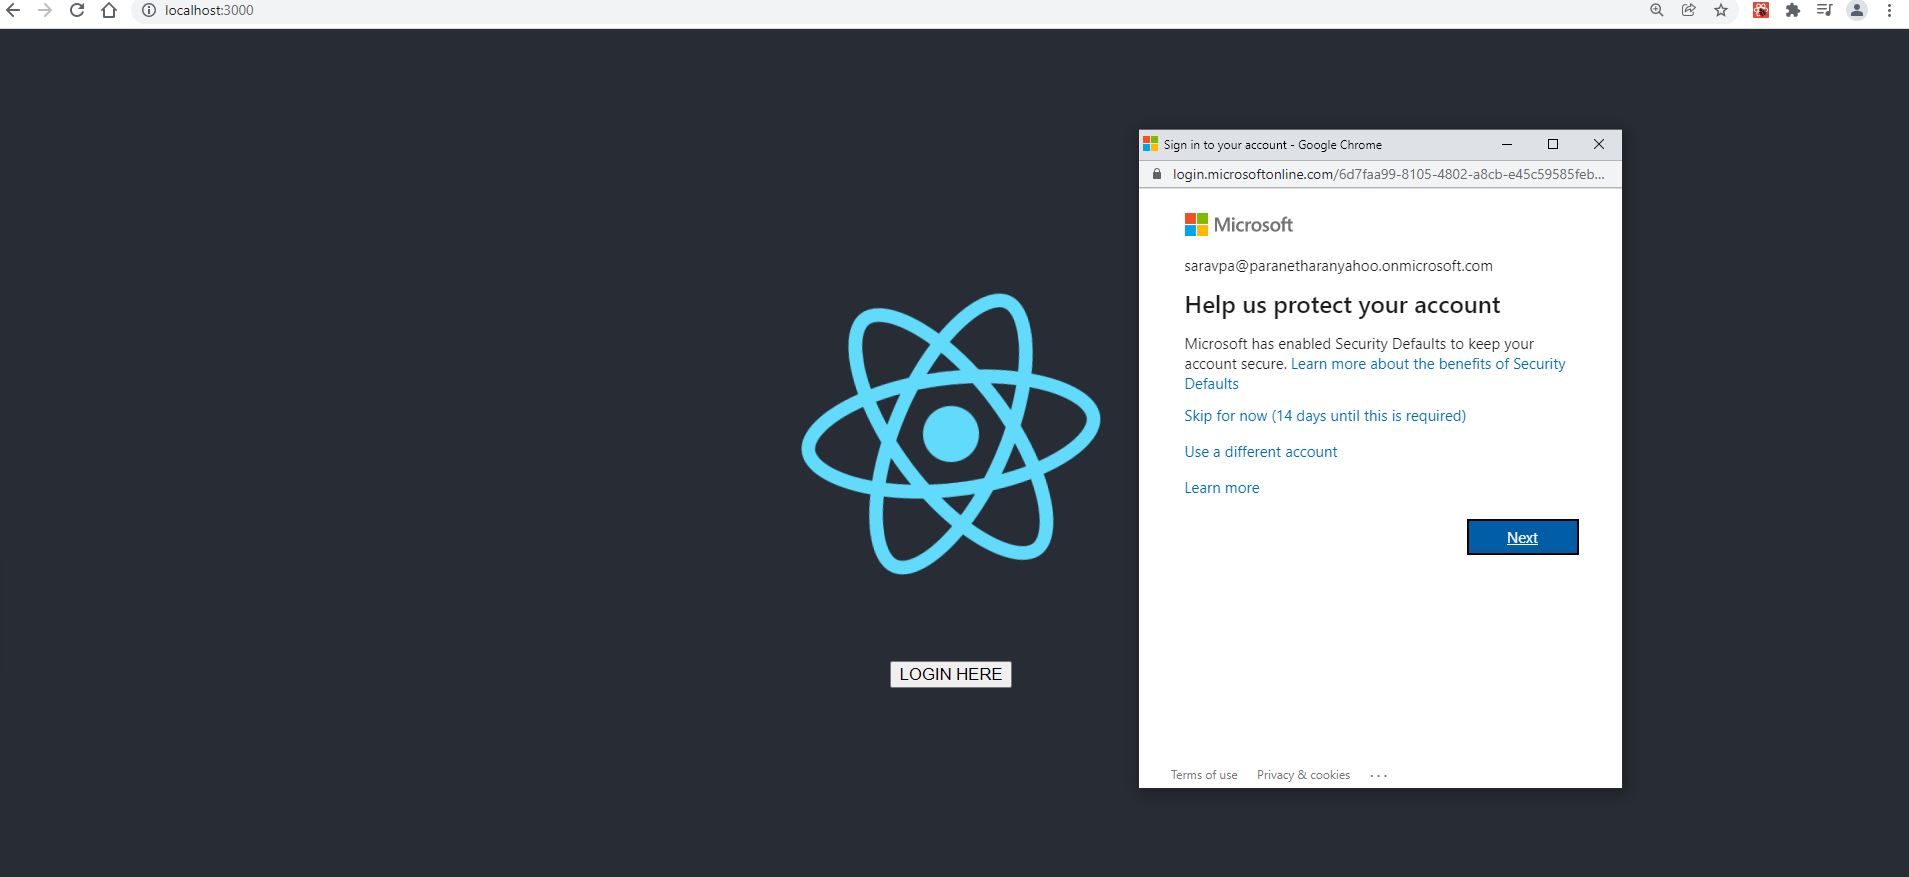 localhost:3000
Sign in to your account - Google Chrome
login.microsoftonline.com/6d7faa99-8105-4802-a8cb-e45c59585feb...
Microsoft
saravpa@paranetharanyahoo.onmicrosoft.com
Help us protect your account
Microsoft has enabled Security Defaults to keep your
account secure. Learn more about the benefits of Security
Defaults
Skip for now (14 days until this is required)
Use a different account
Learn more
Next
LOGIN HERE
Terms of use Privacy & cookies ...